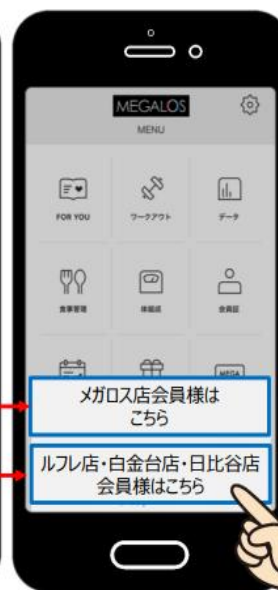 MEGALOS
MENU
FOR YOU
ワークアウト
データ
食事管理
体組成
会員証
MEGA
メガロス店会員様は
こちら
ルフレ店・白金台店・日比谷店
会員様はこちら